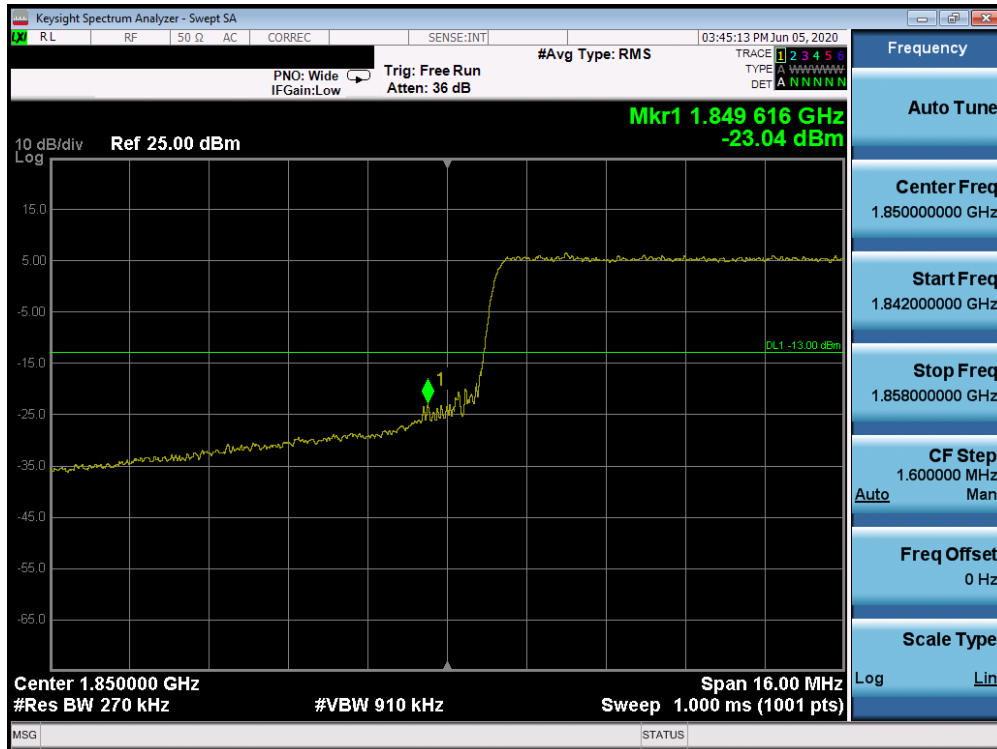 Keysight Spectrum Analyzer - Swept SA
LXI RL RF 50 Ω AC CORREC SENSE:INT 03:45:13 PM Jun 05, 2020
#Avg Type: RMS TRACE 1 2 3 4 5 6
PNO: Wide Trig: Free Run TYPE A WWWWW
IFGain:Low Atten: 36 dB DET A N N N N N
Mkr1 1.849 616 GHz
-23.04 dBm
10 dB/div Ref 25.00 dBm
Log
15.0
5.00
-5.00
DL1 -13.00 dBm
-15.0
1
-25.0
-35.0
-45.0
-55.0
-65.0
Center 1.850000 GHz Span 16.00 MHz
#Res BW 270 kHz #VBW 910 kHz Sweep 1.000 ms (1001 pts)
MSG STATUS
Frequency
Auto Tune
Center Freq
1.850000000 GHz
Start Freq
1.842000000 GHz
Stop Freq
1.858000000 GHz
CF Step
1.600000 MHz
Auto Man
Freq Offset
0 Hz
Scale Type
Log Lin